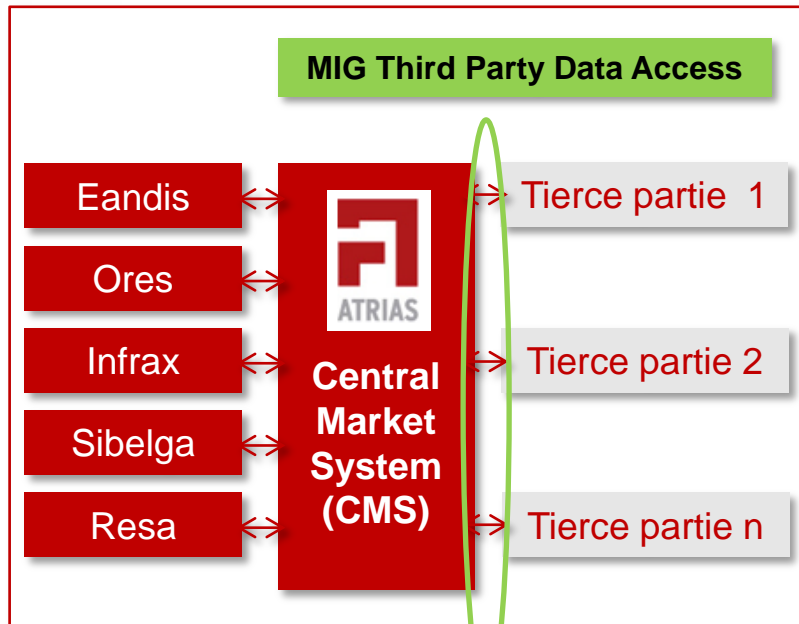 MIG Third Party Data Access
Eandis
Ores
Infrax
Sibelga
Resa
ATRIAS
Central
Market
System
(CMS)
Tierce partie 1
Tierce partie 2
Tierce partie n